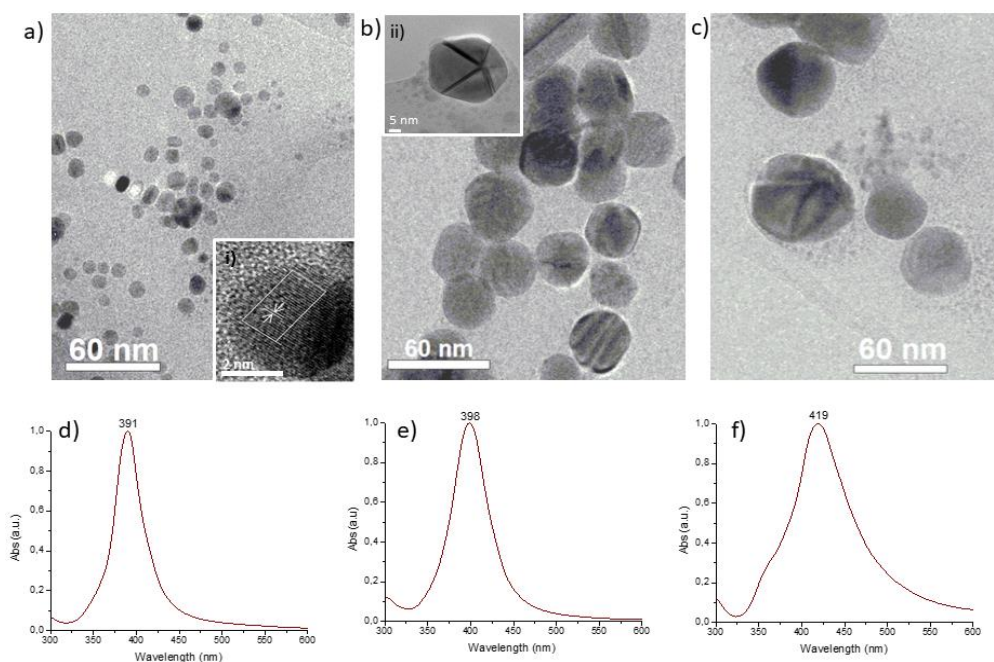 a)
i)
2 nm
60 nm
b)
ii)
5 nm
60 nm
c)
60 nm
d)
391
1,0
0,8
0,6
0,4
0,2
0,0
Abs (a.u.)
300 350 400 450 500 550 600
Wavelength (nm)
e)
398
1,0
0,8
0,6
0,4
0,2
0,0
Abs (a.u)
300 350 400 450 500 550 600
Wavelength (nm)
f)
419
1,0
0,8
0,6
0,4
0,2
0,0
Abs (a.u.)
300 350 400 450 500 550 600
Wavelength (nm)